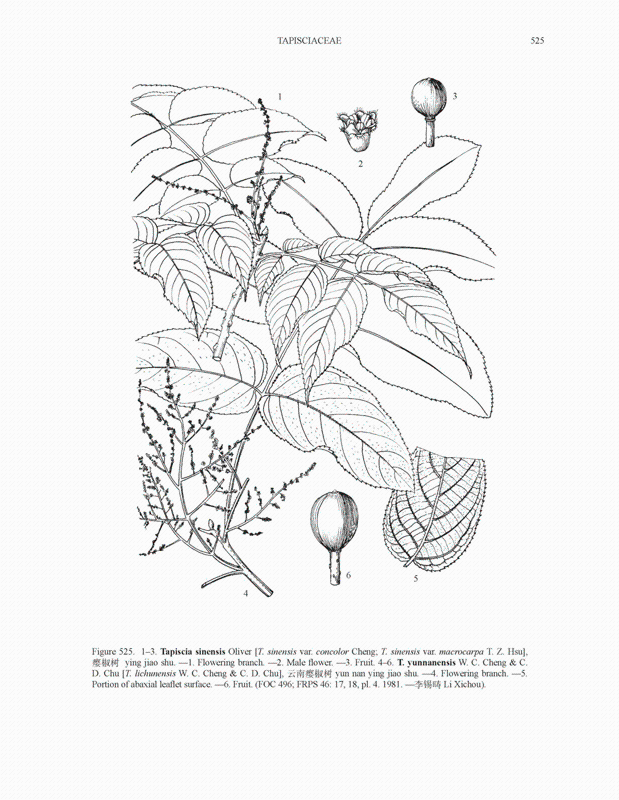 TAPISCIACEAE 525
1
3
2
6
5
4
Figure 525. 1–3. Tapiscia sinensis Oliver [T. sinensis var. concolor Cheng; T. sinensis var. macrocarpa T. Z. Hsu],
瘿椒树 ying jiao shu. —1. Flowering branch. —2. Male flower. —3. Fruit. 4–6. T. yunnanensis W. C. Cheng & C.
D. Chu [T. lichunensis W. C. Cheng & C. D. Chu], 云南瘿椒树 yun nan ying jiao shu. —4. Flowering branch. —5.
Portion of abaxial leaflet surface. —6. Fruit. (FOC 496; FRPS 46: 17, 18, pl. 4. 1981. —李锡畴 Li Xichou).